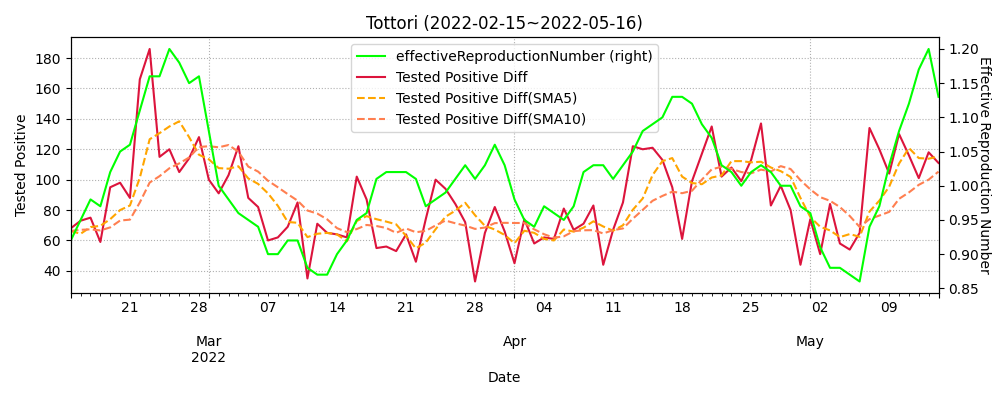 Tottori (2022-02-15~2022-05-16)
effectiveReproductionNumber (right)
Tested Positive Diff
Tested Positive Diff(SMA5)
Tested Positive Diff(SMA10)
Tested Positive
180
160
140
120
100
80
60
40
1.20
1.15
1.10
1.05
1.00
0.95
0.90
0.85
Effective Reproduction Number
21 28 07 14 21 28 04 11 18 25 02 09
Mar Apr May
2022
Date